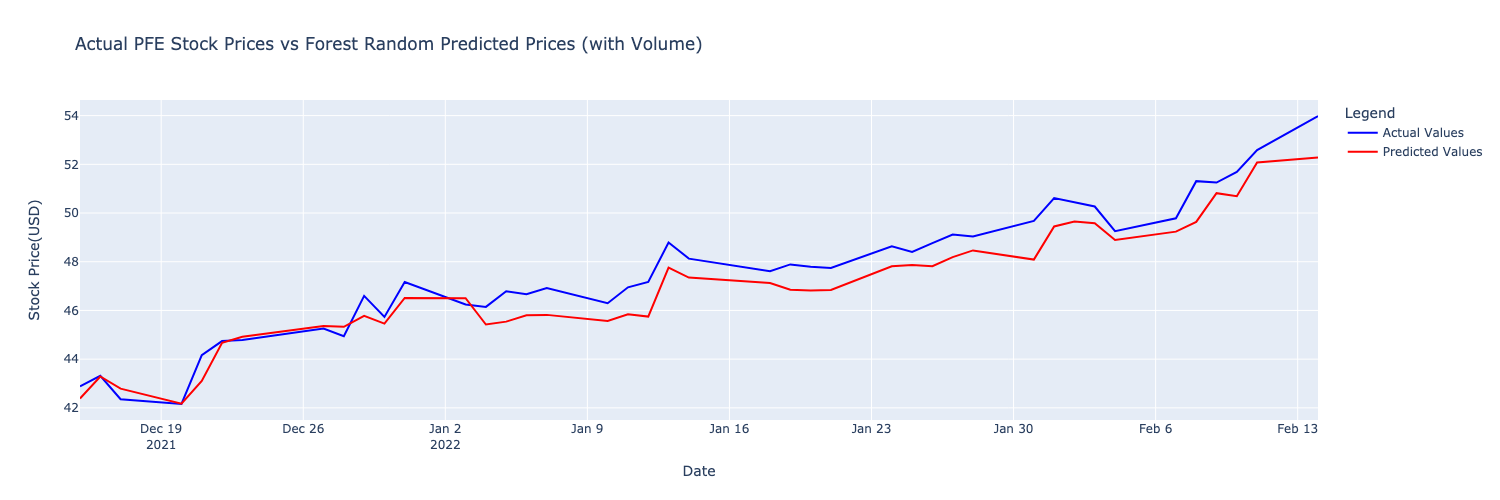 Actual PFE Stock Prices vs Forest Random Predicted Prices (with Volume)
Legend
Actual Values
Predicted Values
Stock Price(USD)
54
52
50
48
46
44
42
Dec 19
2021
Dec 26
Jan 2
2022
Jan 9
Jan 16
Jan 23
Jan 30
Feb 6
Feb 13
Date